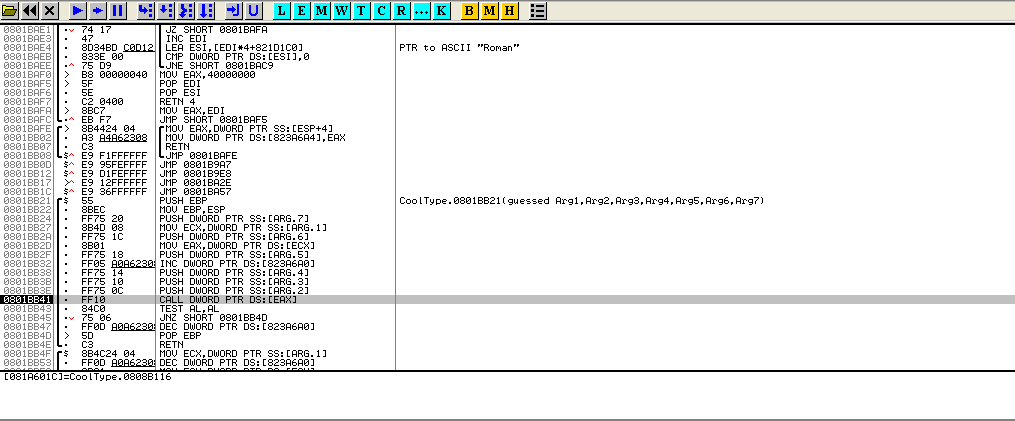 L E M W T C R ... K B M H
0801BAE1 74 17 JZ SHORT 0801BAFA
0801BAE3 47 INC EDI
0801BAE4 8D34BD C0D12 LEA ESI,[EDI*4+821D1C0] PTR to ASCII "Roman"
0801BAEB 833E 00 CMP DWORD PTR DS:[ESI],0
0801BAEE 75 D9 JNE SHORT 0801BAC9
0801BAF0 B8 00000040 MOV EAX,40000000
0801BAF5 5F POP EDI
0801BAF6 5E POP ESI
0801BAF7 C2 0400 RETN 4
0801BAFA 8BC7 MOV EAX,EDI
0801BAFC EB F7 JMP SHORT 0801BAF5
0801BAFE 8B4424 04 MOV EAX,DWORD PTR SS:[ESP+4]
0801BB02 A3 A4A62308 MOV DWORD PTR DS:[823A6A4],EAX
0801BB07 C3 RETN
0801BB08 $^ E9 F1FFFFFF JMP 0801BAFE
0801BB0D $^ E9 95FEFFFF JMP 0801B9A7
0801BB12 $^ E9 D1FEFFFF JMP 0801B9E8
0801BB17 >^ E9 12FFFFFF JMP 0801BA2E
0801BB1C $^ E9 36FFFFFF JMP 0801BA57
0801BB21 $ 55 PUSH EBP CoolType.0801BB21(guessed Arg1,Arg2,Arg3,Arg4,Arg5,Arg6,Arg7)
0801BB22 . 8BEC MOV EBP,ESP
0801BB24 . FF75 20 PUSH DWORD PTR SS:[ARG.7]
0801BB27 . 8B4D 08 MOV ECX,DWORD PTR SS:[ARG.1]
0801BB2A . FF75 1C PUSH DWORD PTR SS:[ARG.6]
0801BB2D . 8B01 MOV EAX,DWORD PTR DS:[ECX]
0801BB2F . FF75 18 PUSH DWORD PTR SS:[ARG.5]
0801BB32 . FF05 A0A62308 INC DWORD PTR DS:[823A6A0]
0801BB38 . FF75 14 PUSH DWORD PTR SS:[ARG.4]
0801BB3B . FF75 10 PUSH DWORD PTR SS:[ARG.3]
0801BB3E . FF75 0C PUSH DWORD PTR SS:[ARG.2]
0801BB41 . FF10 CALL DWORD PTR DS:[EAX]
0801BB43 . 84C0 TEST AL,AL
0801BB45 . 75 06 JNZ SHORT 0801BB4D
0801BB47 . FF0D A0A62308 DEC DWORD PTR DS:[823A6A0]
0801BB4D > 5D POP EBP
0801BB4E . C3 RETN
0801BB4F $ 8B4C24 04 MOV ECX,DWORD PTR SS:[ARG.1]
0801BB53 . FF0D A0A62308 DEC DWORD PTR DS:[823A6A0]
[081A601C]=CoolType.0808B116